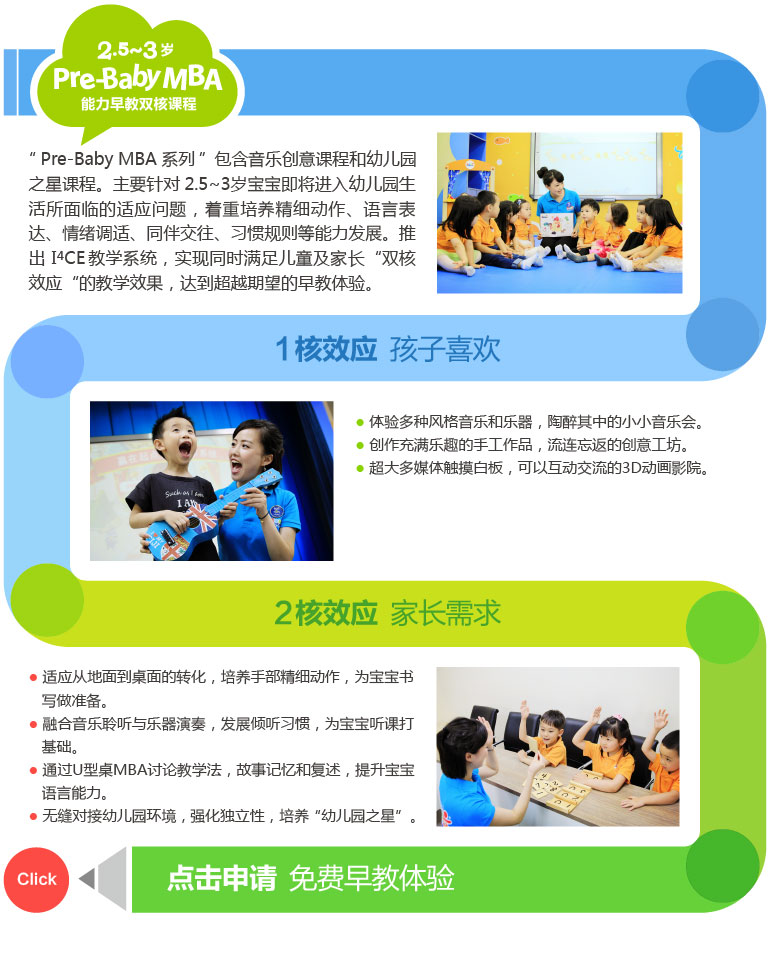 2.5~3岁
Pre-Baby MBA
能力早教双核课程
“ Pre-Baby MBA 系列 ”包含音乐创意课程和幼儿园
之星课程。主要针对 2.5~3岁宝宝即将进入幼儿园生
活所面临的适应问题，着重培养精细动作、语言表
达、情绪调适、同伴交往、习惯规则等能力发展。推
出 I⁴CE 教学系统，实现同时满足儿童及家长“双核
效应“的教学效果，达到超越期望的早教体验。
1核效应 孩子喜欢
Such as I am
I AM
● 体验多种风格音乐和乐器，陶醉其中的小小音乐会。
● 创作充满乐趣的手工作品，流连忘返的创意工坊。
● 超大多媒体触摸白板，可以互动交流的3D动画影院。
2核效应 家长需求
● 适应从地面到桌面的转化，培养手部精细动作，为宝宝书
写做准备。
● 融合音乐聆听与乐器演奏，发展倾听习惯，为宝宝听课打
基础。
● 通过U型桌MBA讨论教学法，故事记忆和复述，提升宝宝
语言能力。
● 无缝对接幼儿园环境，强化独立性，培养“幼儿园之星”。
Click
点击申请 免费早教体验